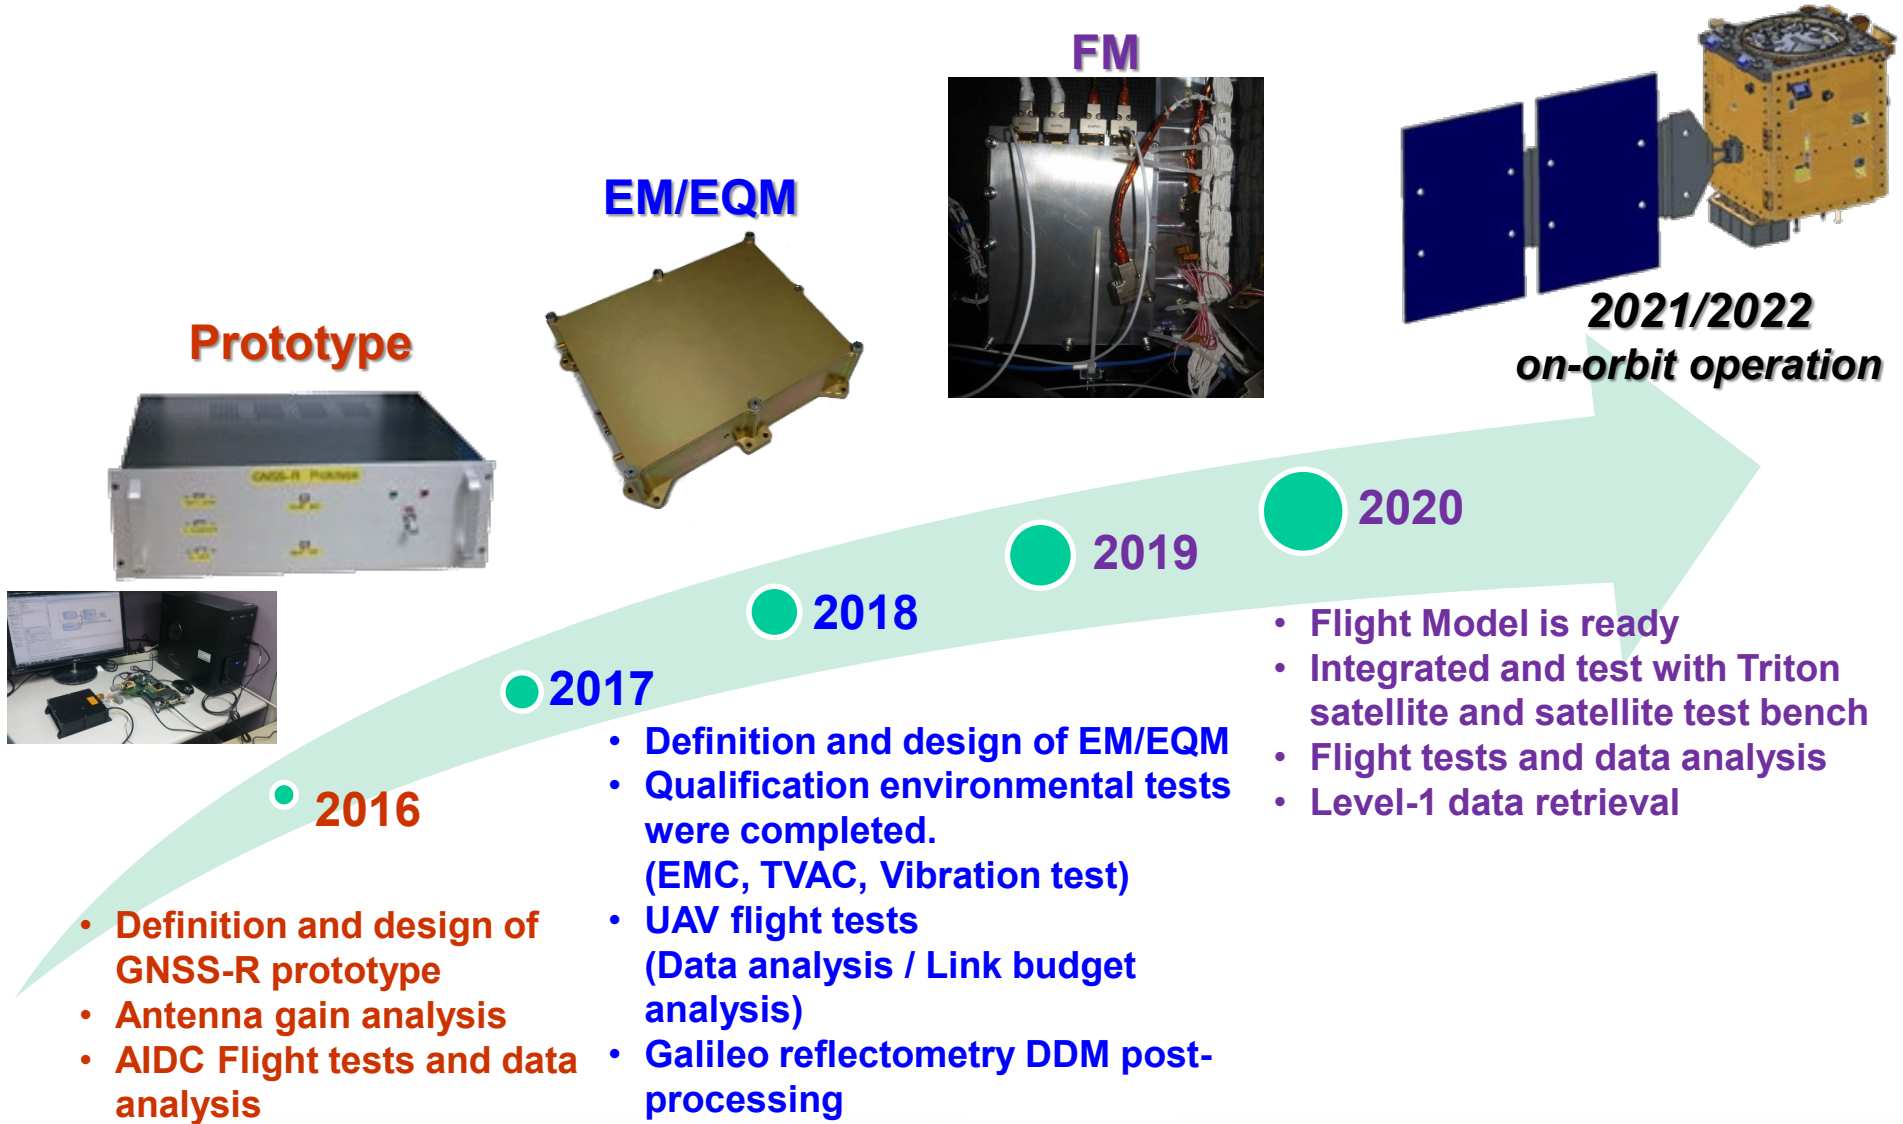 FM
EM/EQM
Prototype
GNSS-R Prototype
2021/2022
on-orbit operation
2020
2019
2018
2017
2016
• Flight Model is ready
• Integrated and test with Triton
satellite and satellite test bench
• Flight tests and data analysis
• Level-1 data retrieval
• Definition and design of EM/EQM
• Qualification environmental tests
were completed.
(EMC, TVAC, Vibration test)
• UAV flight tests
(Data analysis / Link budget
analysis)
• Galileo reflectometry DDM post-
processing
• Definition and design of
GNSS-R prototype
• Antenna gain analysis
• AIDC Flight tests and data
analysis